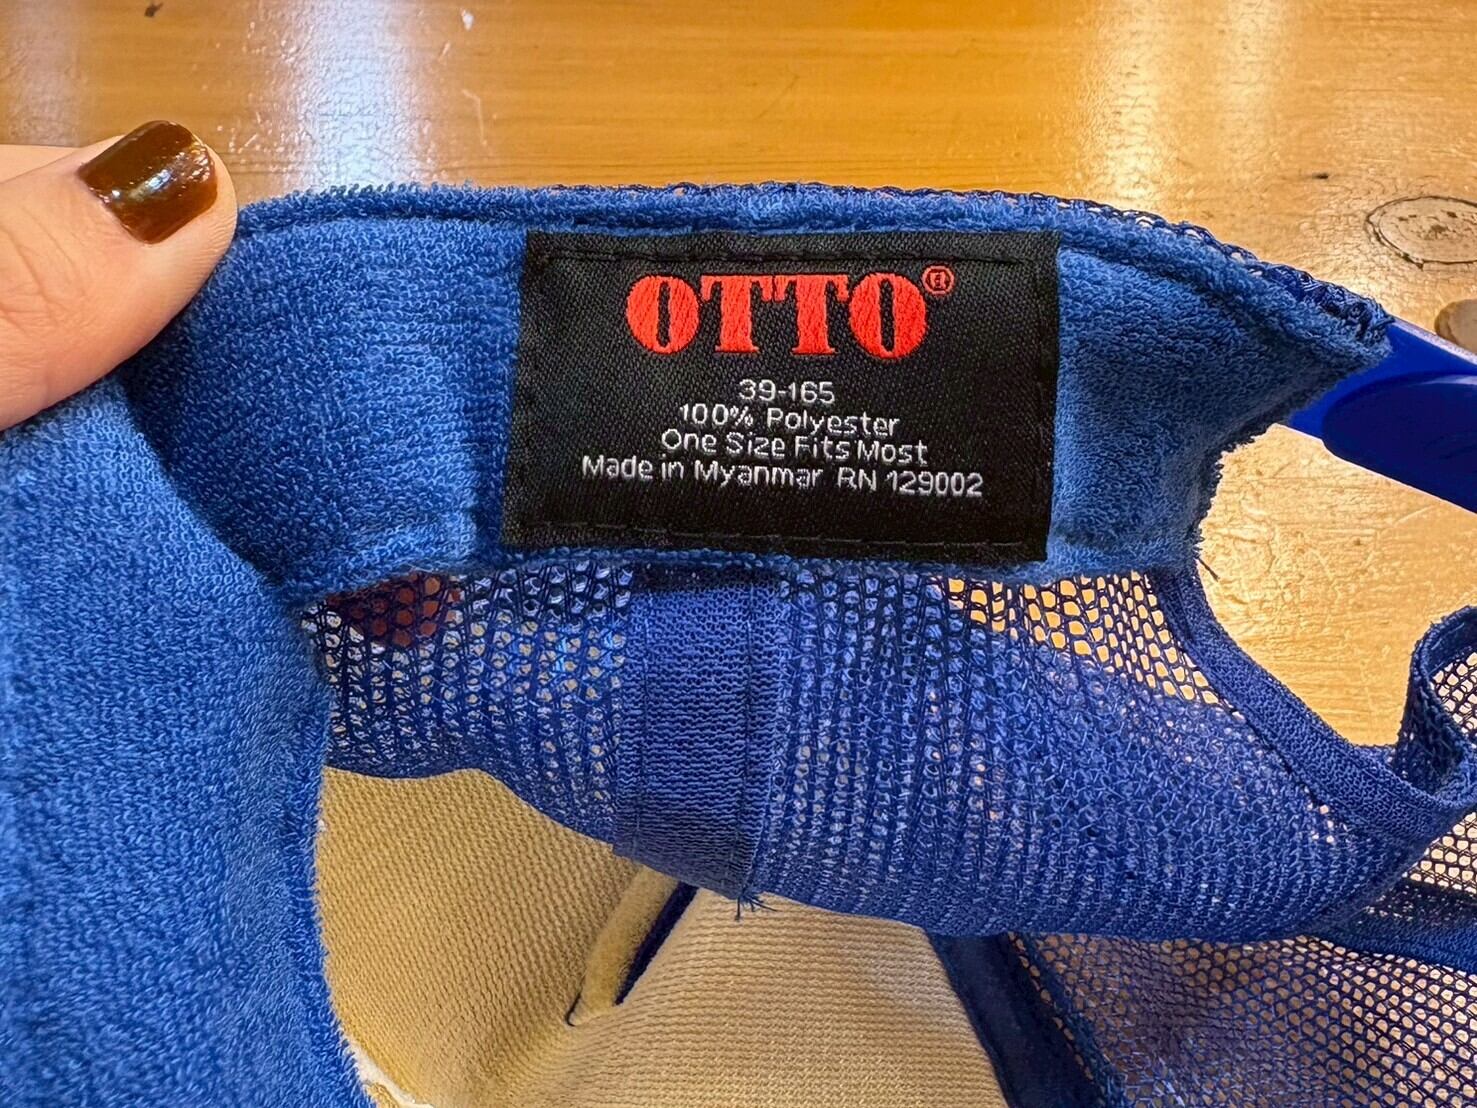 OTTO®
39-165
100% Polyester
One Size Fits Most
Made in Myanmar RN 129002